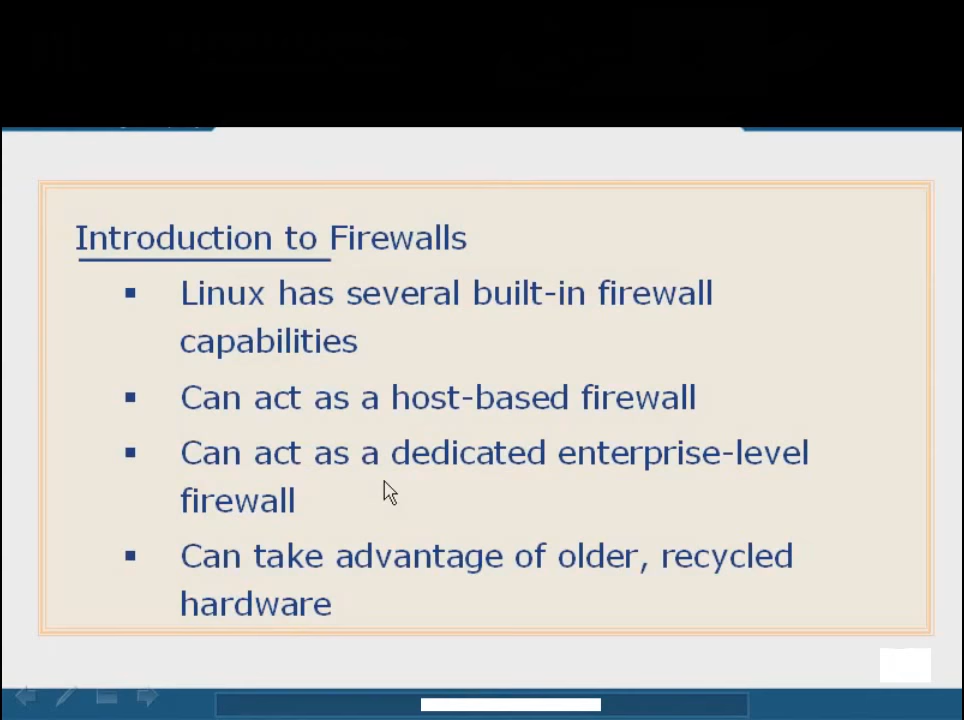 Introduction to Firewalls
▪ Linux has several built-in firewall
capabilities
▪ Can act as a host-based firewall
▪ Can act as a dedicated enterprise-level
firewall
▪ Can take advantage of older, recycled
hardware